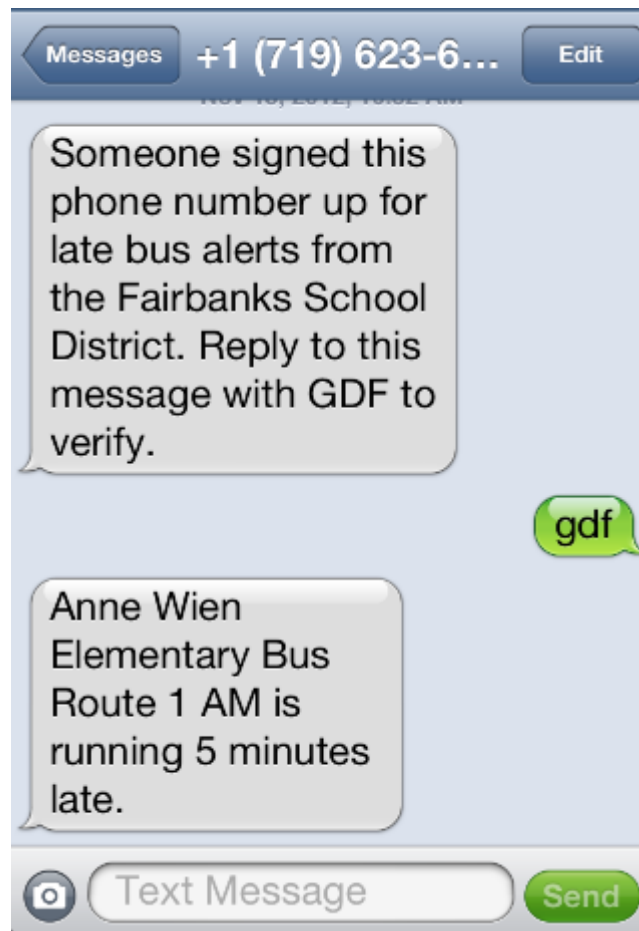 Messages
+1 (719) 623-6...
Edit
Someone signed this
phone number up for
late bus alerts from
the Fairbanks School
District. Reply to this
message with GDF to
verify.
gdf
Anne Wien
Elementary Bus
Route 1 AM is
running 5 minutes
late.
Text Message
Send